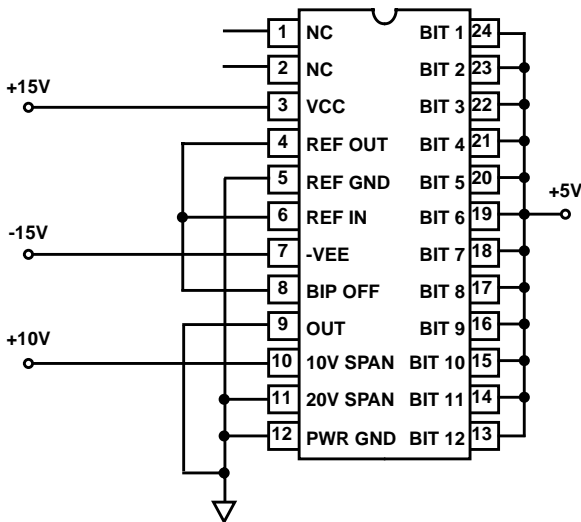 1 NC BIT 1 24
2 NC BIT 2 23
+15V
3 VCC BIT 3 22
4 REF OUT BIT 4 21
5 REF GND BIT 5 20
+5V
6 REF IN BIT 6 19
-15V
7 -VEE BIT 7 18
8 BIP OFF BIT 8 17
9 OUT BIT 9 16
+10V
10 10V SPAN BIT 10 15
11 20V SPAN BIT 11 14
12 PWR GND BIT 12 13